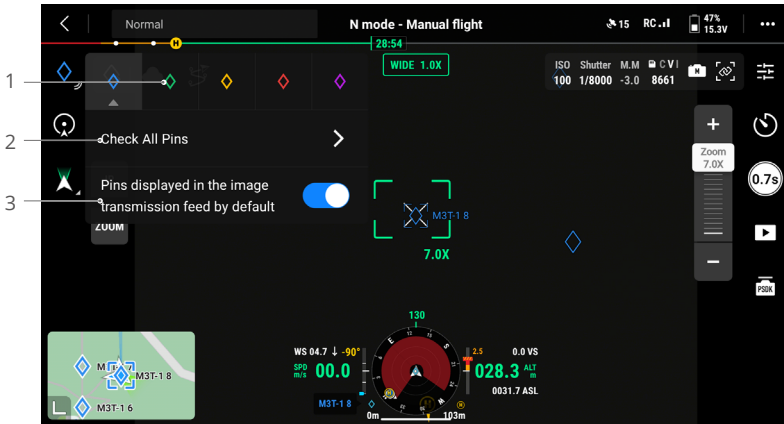 Normal
N mode - Manual flight
15
RC
47%
15.3V
H
28:54
WIDE 1.0X
ISO Shutter M.M C V I
100 1/8000 -3.0 8661
M
1
2
Check All Pins
3
Pins displayed in the image
transmission feed by default
ZOOM
Zoom
7.0X
0.7s
PSDK
M3T-1 8
7.0X
130
WS 04.7 ↓ -90°
SPD
m/s
00.0
2.5
0.0 VS
028.3 ALT
m
0031.7 ASL
E
S
N
12
15
M3T-1 8
0m
103m
M3T-1 8
M3T-1 6